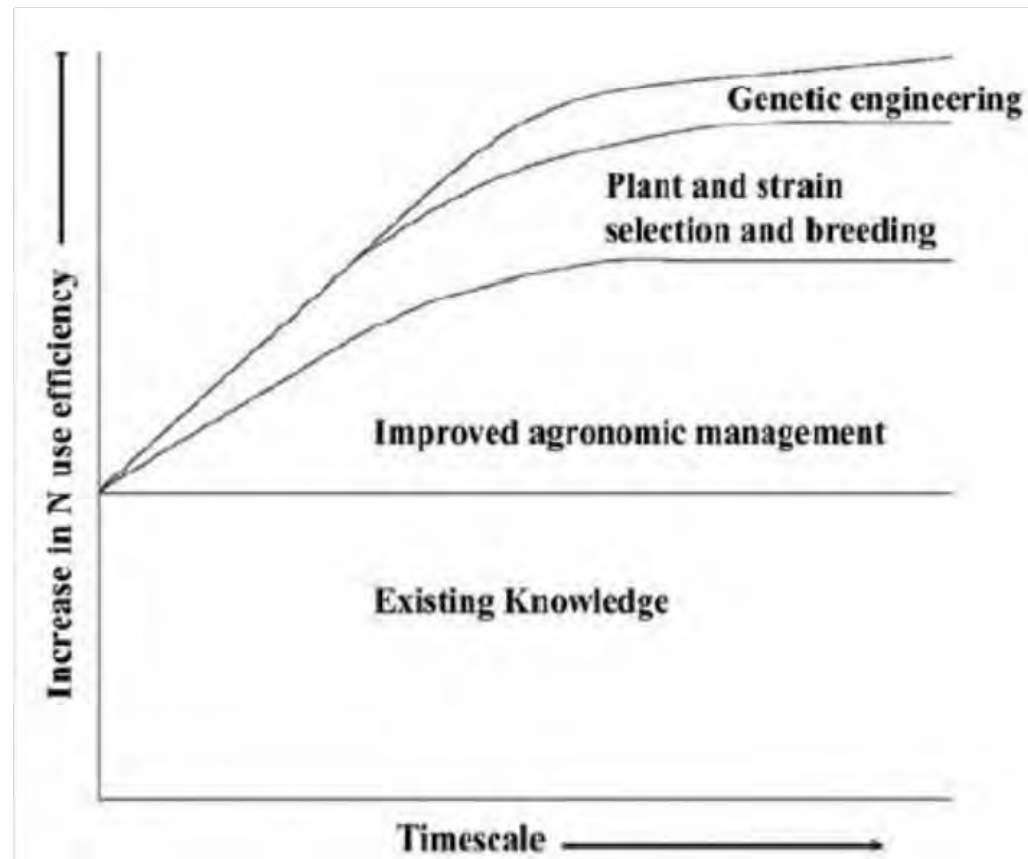 Increase in N use efficiency
Genetic engineering
Plant and strain
selection and breeding
Improved agronomic management
Existing Knowledge
Timescale